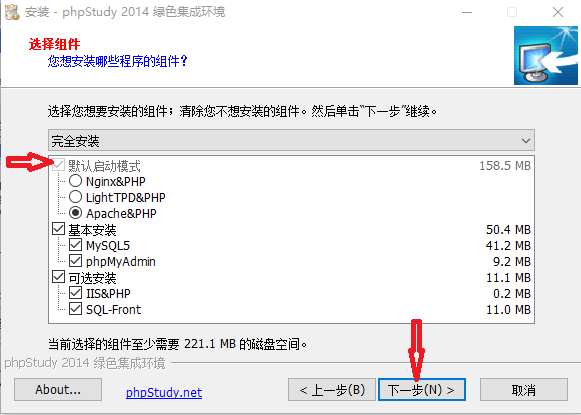 安装 - phpStudy 2014 绿色集成环境
选择组件
您想安装哪些程序的组件?
选择您想要安装的组件；清除您不想安装的组件。然后单击“下一步”继续。
完全安装
默认启动模式 158.5 MB
Nginx&PHP
LightTPD&PHP
Apache&PHP
基本安装 50.4 MB
MySQL5 41.2 MB
phpMyAdmin 9.2 MB
可选安装 11.1 MB
IIS&PHP 0.2 MB
SQL-Front 11.0 MB
当前选择的组件至少需要 221.1 MB 的磁盘空间。
phpStudy 2014 绿色集成环境
About... phpStudy.net < 上一步(B) 下一步(N) > 取消